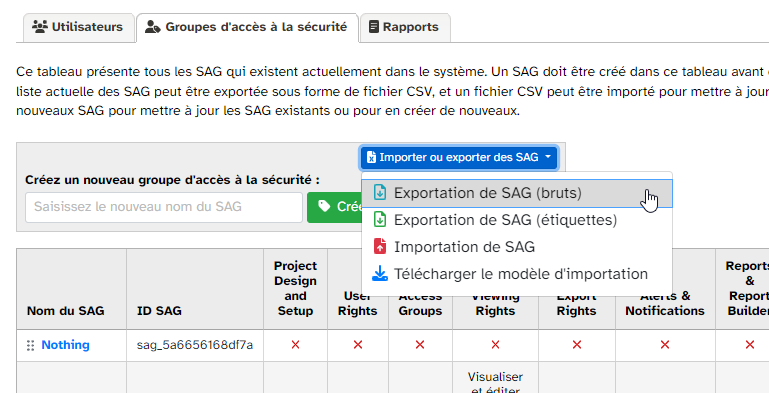 Utilisateurs
Groupes d'accès à la sécurité
Rapports
Ce tableau présente tous les SAG qui existent actuellement dans le système. Un SAG doit être créé dans ce tableau avant
liste actuelle des SAG peut être exportée sous forme de fichier CSV, et un fichier CSV peut être importé pour mettre à jour
nouveaux SAG pour mettre à jour les SAG existants ou pour en créer de nouveaux.
Importer ou exporter des SAG
Créez un nouveau groupe d'accès à la sécurité :
Saisissez le nouveau nom du SAG
Exportation de SAG (bruts)
Exportation de SAG (étiquettes)
Importation de SAG
Télécharger le modèle d'importation
Nom du SAG
ID SAG
Project
Design
and
Setup
User
Rights
Access
Groups
Viewing
Rights
Export
Rights
Alerts &
Notifications
Reports
&
Report
Builder
Nothing
sag_5a6656168df7a
Visualiser
et éditer